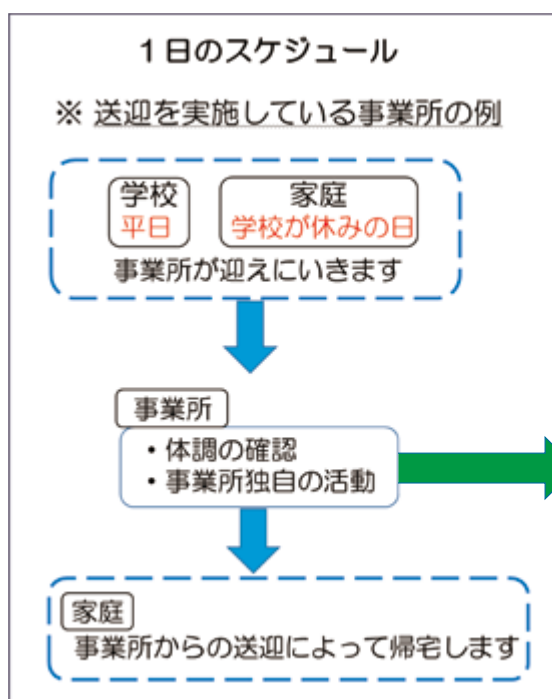 1日のスケジュール
※ 送迎を実施している事業所の例
学校 家庭
平日 学校が休みの日
事業所が迎えにいきます
事業所
・体調の確認
・事業所独自の活動
家庭
事業所からの送迎によって帰宅します